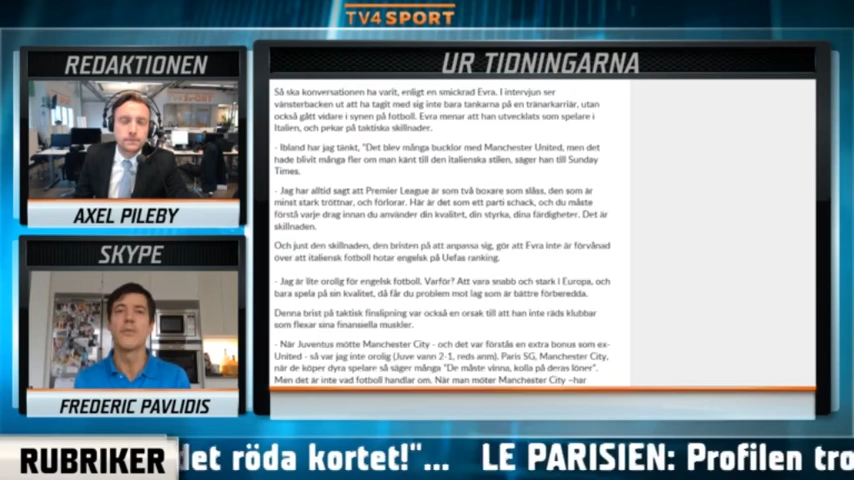 TV4 SPORT
REDAKTIONEN
AXEL PILEBY
SKYPE
FREDERIC PAVLIDIS
UR TIDNINGARNA
Så ska konversationen ha varit, enligt en smickrad Evra. I intervjun ser
vänsterbacken ut att ha tagit med sig inte bara tankarna på en tränarkarriär, utan
också gått vidare i synen på fotboll. Evra menar att han utvecklats som spelare i
Italien, och pekar på taktiska skillnader.
- Ibland har jag tänkt, "Det blev många bucklor med Manchester United, men det
hade blivit många fler om man känt till den italienska stilen, säger han till Sunday
Times.
- Jag har alltid sagt att Premier League är som två boxare som slåss, den som är
minst stark tröttnar, och förlorar. Här är det som ett parti schack, och du måste
förstå varje drag innan du använder din kvalitet, din styrka, dina färdigheter. Det är
skillnaden.
Och just den skillnaden, den bristen på att anpassa sig, gör att Evra inte är förvånad
över att italiensk fotboll hotar engelsk på Uefas ranking.
- Jag är lite orolig för engelsk fotboll. Varför? Att vara snabb och stark i Europa, och
bara spela på sin kvalitet, då får du problem mot lag som är bättre förberedda.
Denna brist på taktisk finslipning var också en orsak till att han inte räds klubbar
som flexar sina finansiella muskler.
- När Juventus mötte Manchester City - och det var förstås en extra bonus som ex-
United - så var jag inte orolig (Juve vann 2-1, reds anm). Paris SG, Manchester City,
när de köper dyra spelare så säger många "De måste vinna, kolla på deras löner".
Men det är inte vad fotboll handlar om. När man möter Manchester City –har
RUBRIKER
det röda kortet!"... LE PARISIEN: Profilen tro